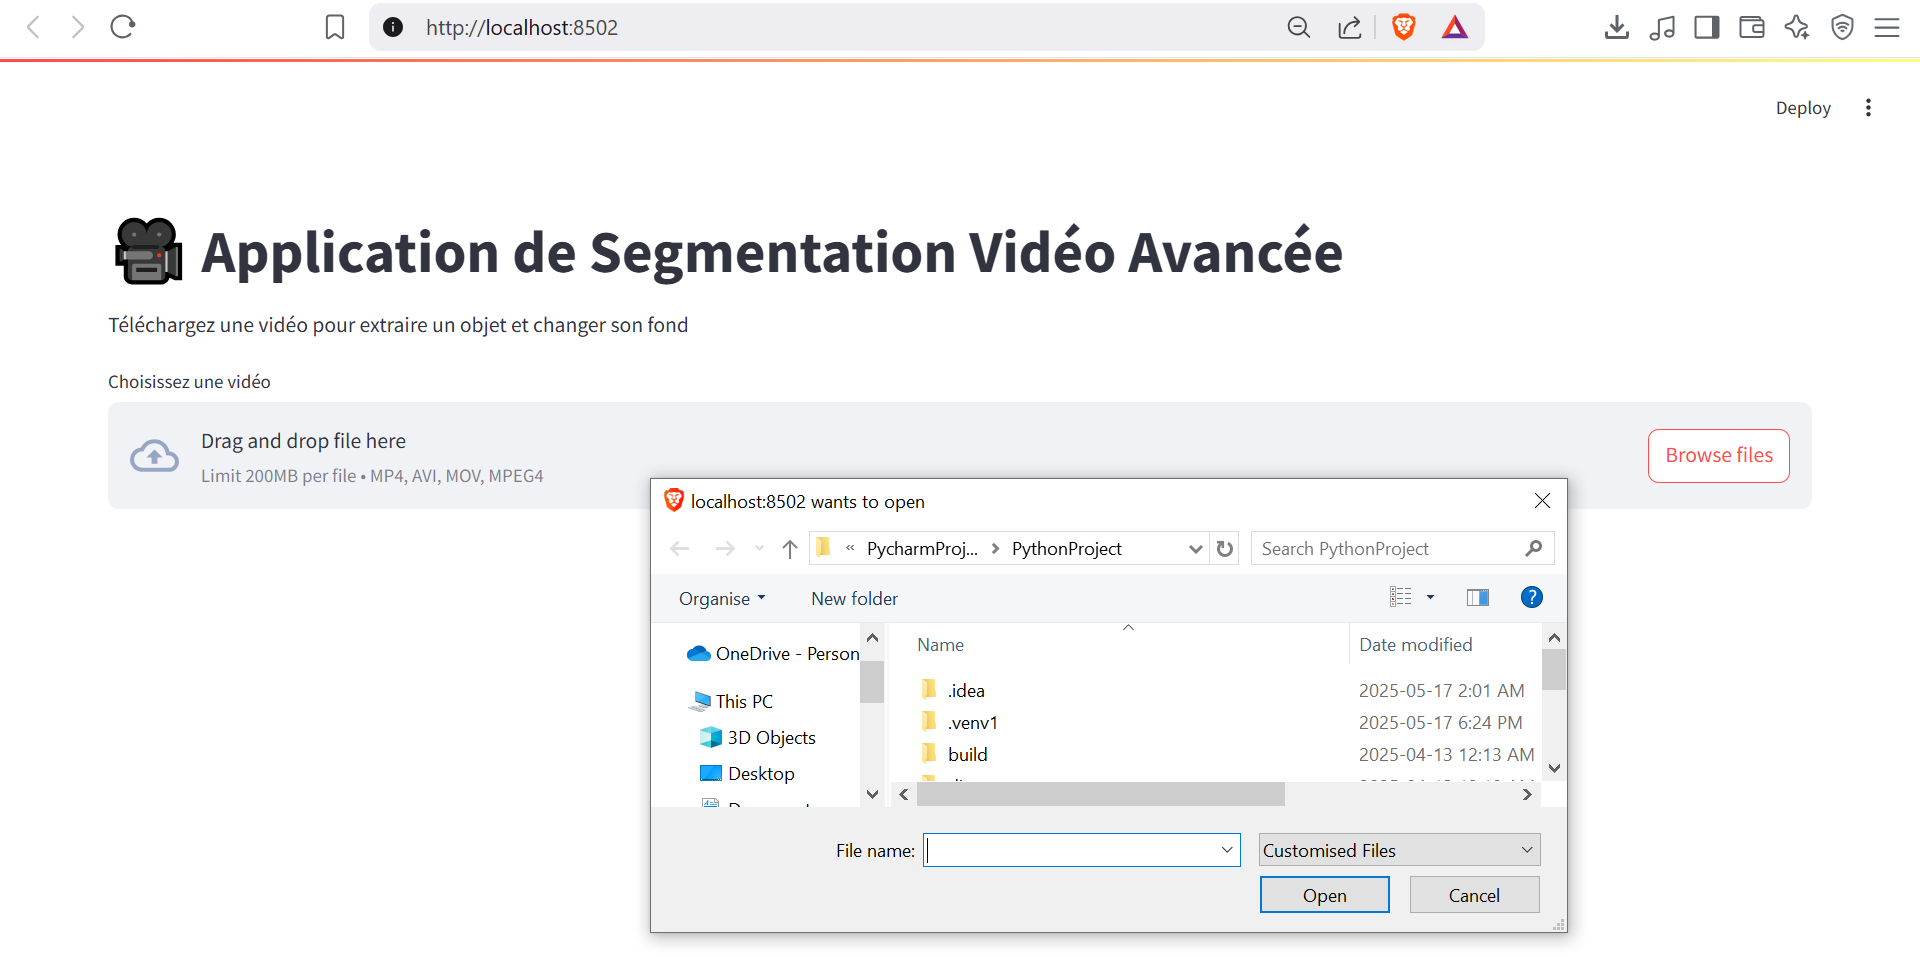 http://localhost:8502
Deploy
Application de Segmentation Vidéo Avancée
Téléchargez une vidéo pour extraire un objet et changer son fond
Choisissez une vidéo
Drag and drop file here
Limit 200MB per file • MP4, AVI, MOV, MPEG4
Browse files
localhost:8502 wants to open
« PycharmProj... > PythonProject
Search PythonProject
Organise
New folder
OneDrive - Person
This PC
3D Objects
Desktop
Name
Date modified
.idea
2025-05-17 2:01 AM
.venv1
2025-05-17 6:24 PM
build
2025-04-13 12:13 AM
File name:
Customised Files
Open
Cancel